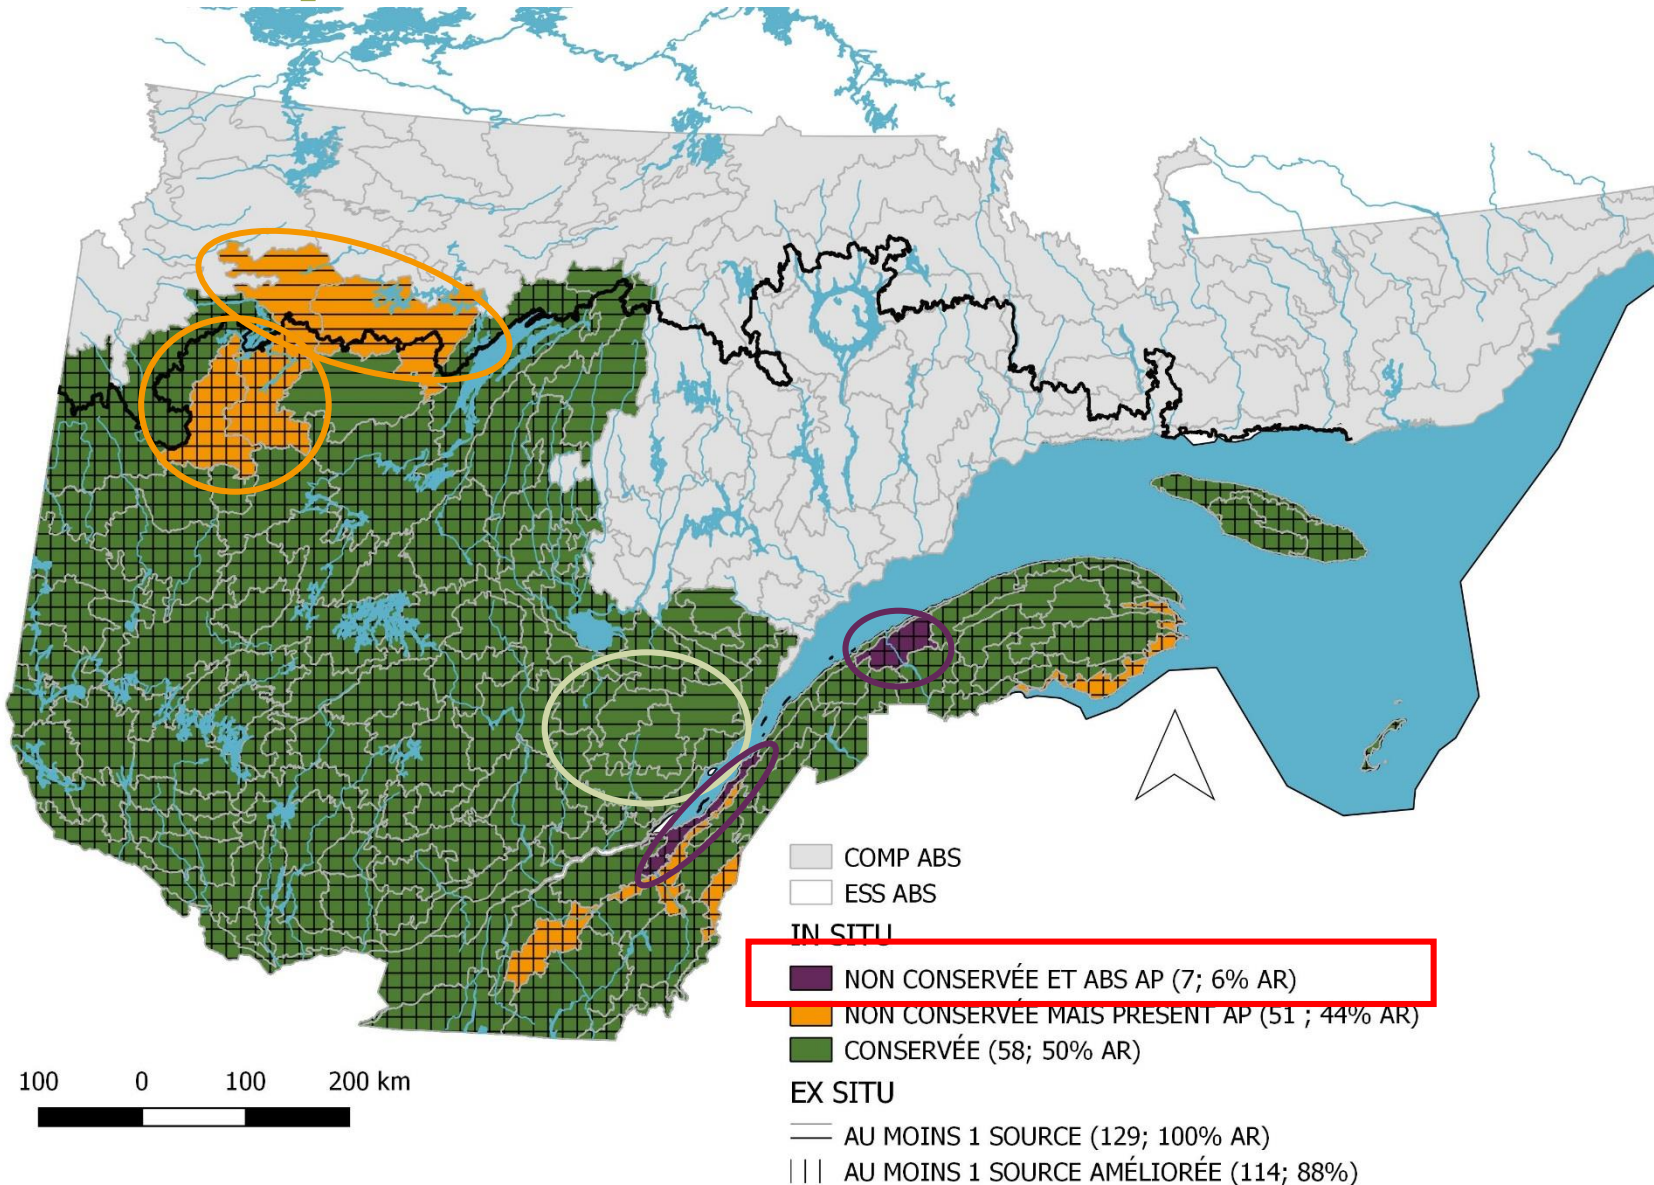 COMP ABS
ESS ABS
IN SITU
NON CONSERVÉE ET ABS AP (7; 6% AR)
NON CONSERVÉE MAIS PRÉSENT AP (51 ; 44% AR)
CONSERVÉE (58; 50% AR)
EX SITU
AU MOINS 1 SOURCE (129; 100% AR)
AU MOINS 1 SOURCE AMÉLIORÉE (114; 88%)
100 0 100 200 km